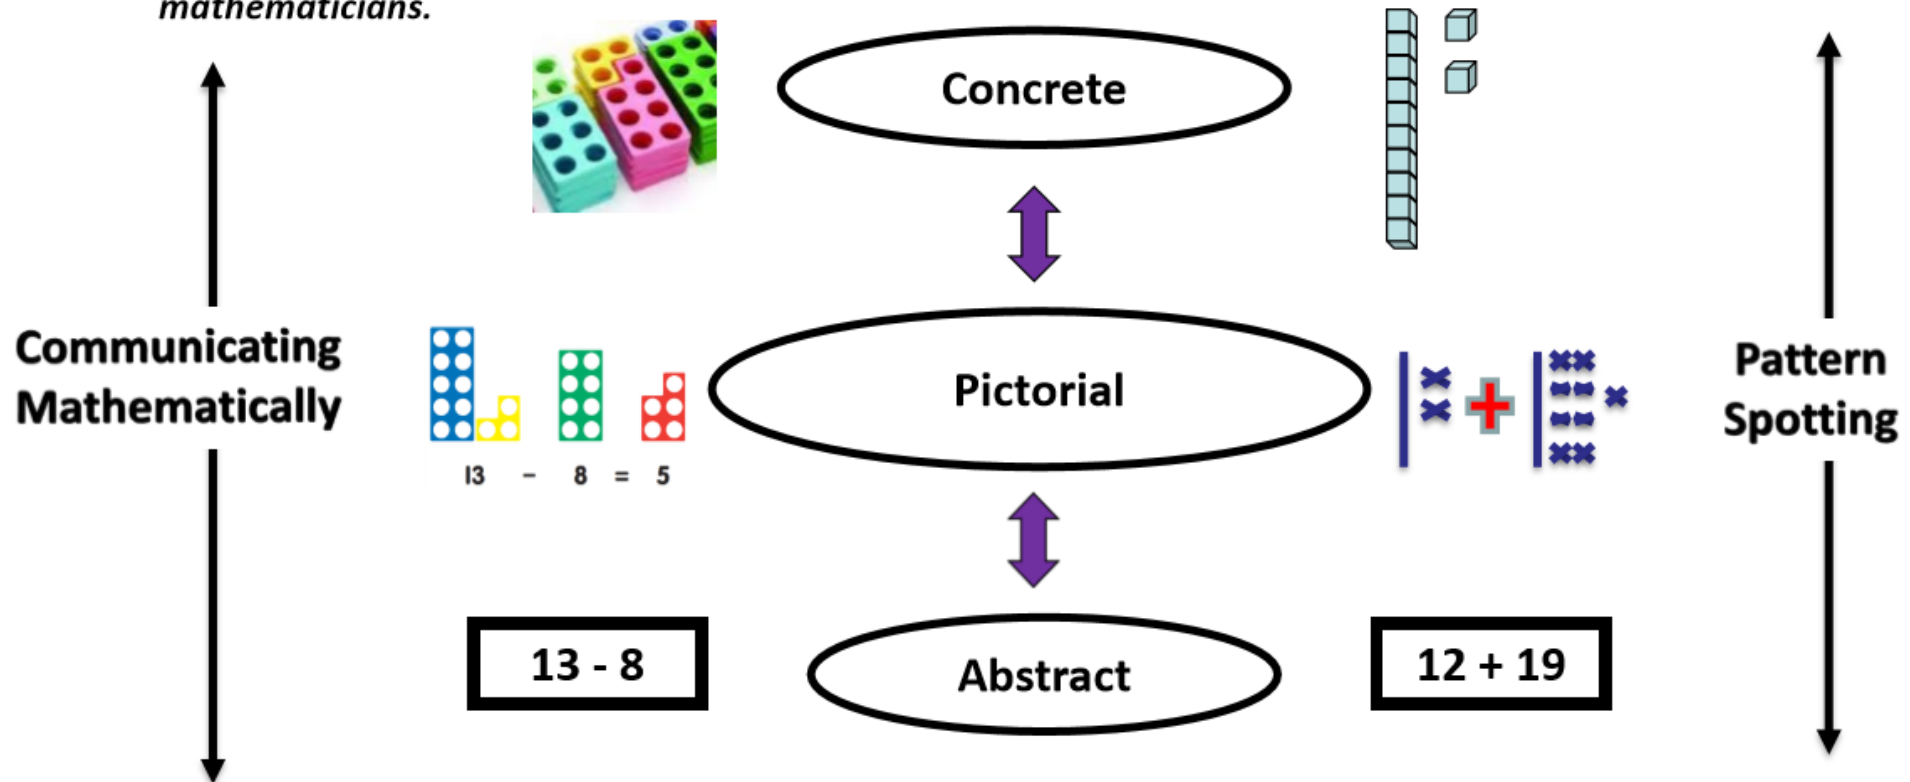 mathematicians.
Concrete
Communicating
Mathematically
Pictorial
Pattern
Spotting
13 - 8 = 5
13 - 8
Abstract
12 + 19